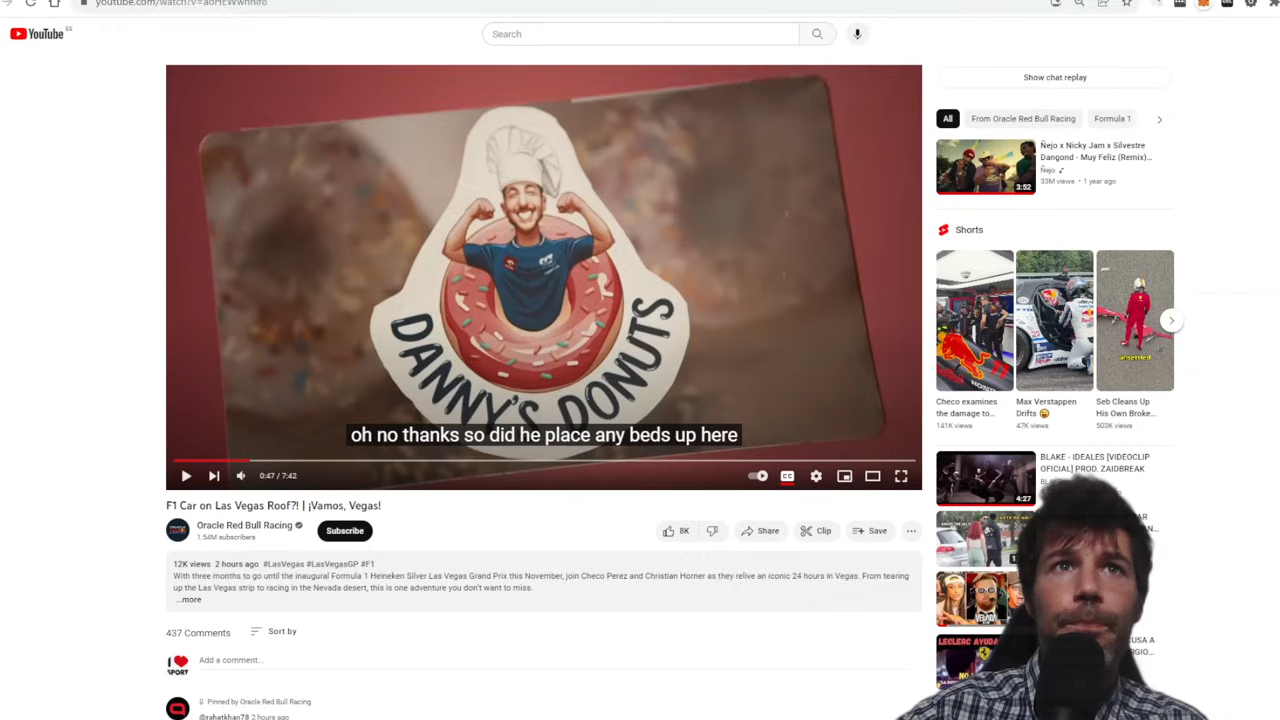 YouTube ES
Search
DANNY'S DONUTS
oh no thanks so did he place any beds up here
0:47 / 7:42
CC
F1 Car on Las Vegas Roof?! | ¡Vamos, Vegas!
Oracle Red Bull Racing
1.54M subscribers
Subscribe
8K
Share
Clip
Save
12K views 2 hours ago #LasVegas #LasVegasGP #F1
With three months to go until the inaugural Formula 1 Heineken Silver Las Vegas Grand Prix this November, join Checo Perez and Christian Horner as they relive an iconic 24 hours in Vegas. From tearing
up the Las Vegas strip to racing in the Nevada desert, this is one adventure you don't want to miss.
...more
437 Comments
Sort by
I LOVE
SPORT
Add a comment...
Pinned by Oracle Red Bull Racing
@rahatkhan78 2 hours ago
Show chat replay
All
From Oracle Red Bull Racing
Formula 1
Ñejo x Nicky Jam x Silvestre
Dangond - Muy Feliz (Remix)...
Ñejo
33M views • 1 year ago
3:52
Shorts
unsettled
Checo examines
the damage to...
141K views
Max Verstappen
Drifts
47K views
Seb Cleans Up
His Own Broke...
503K views
BLAKE - IDEALES [VIDEOCLIP
OFICIAL] PROD. ZAIDBREAK
4:27
LECLERC AYUDA